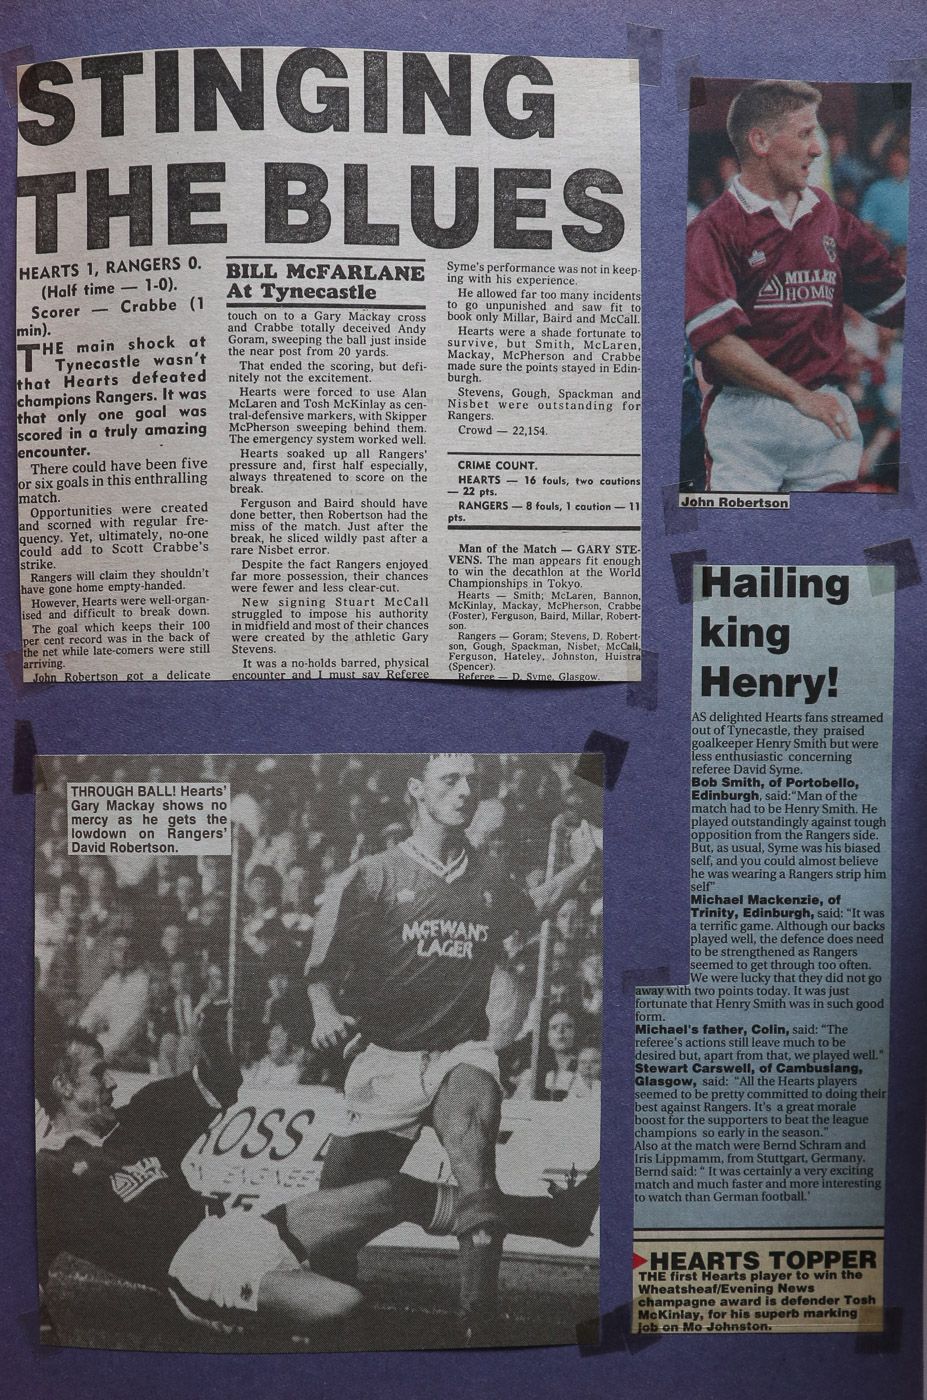 STINGING
THE BLUES
HEARTS 1, RANGERS 0.
(Half time — 1-0).
Scorer — Crabbe (1
min).
THE main shock at
Tynecastle wasn't
that Hearts defeated
champions Rangers. It was
that only one goal was
scored in a truly amazing
encounter.
There could have been five
or six goals in this enthralling
match.
Opportunities were created
and scorned with regular fre-
quency. Yet, ultimately, no-one
could add to Scott Crabbe's
strike.
Rangers will claim they shouldn't
have gone home empty-handed.
However, Hearts were well-organ-
ised and difficult to break down.
The goal which keeps their 100
per cent record was in the back of
the net while late-comers were still
arriving.
John Robertson got a delicate
BILL McFARLANE
At Tynecastle
touch on to a Gary Mackay cross
and Crabbe totally deceived Andy
Goram, sweeping the ball just inside
the near post from 20 yards.
That ended the scoring, but defi-
nitely not the excitement.
Hearts were forced to use Alan
McLaren and Tosh McKinlay as cen-
tral-defensive markers, with Skipper
McPherson sweeping behind them.
The emergency system worked well.
Hearts soaked up all Rangers'
pressure and, first half especially,
always threatened to score on the
break.
Ferguson and Baird should have
done better, then Robertson had the
miss of the match. Just after the
break, he sliced wildly past after a
rare Nisbet error.
Despite the fact Rangers enjoyed
far more possession, their chances
were fewer and less clear-cut.
New signing Stuart McCall
struggled to impose his authority
in midfield and most of their chances
were created by the athletic Gary
Stevens.
It was a no-holds barred, physical
encounter and I must say Referee
Syme's performance was not in keep-
ing with his experience.
He allowed far too many incidents
to go unpunished and saw fit to
book only Millar, Baird and McCall.
Hearts were a shade fortunate to
survive, but Smith, McLaren,
Mackay, McPherson and Crabbe
made sure the points stayed in Edin-
burgh.
Stevens, Gough, Spackman and
Nisbet were outstanding for
Rangers.
Crowd — 22,154.
CRIME COUNT.
HEARTS — 16 fouls, two cautions
— 22 pts.
RANGERS — 8 fouls, 1 caution — 11
pts.
Man of the Match — GARY STE-
VENS. The man appears fit enough
to win the decathlon at the World
Championships in Tokyo.
Hearts — Smith; McLaren, Bannon,
McKinlay, Mackay, McPherson, Crabbe
(Foster), Ferguson, Baird, Millar, Robert-
son.
Rangers — Goram; Stevens, D. Robert-
son, Gough, Spackman, Nisbet, McCall,
Ferguson, Hateley, Johnston, Huistra
(Spencer).
Referee — D. Syme, Glasgow.
MILLER
HOMES
John Robertson
Hailing
king
Henry!
AS delighted Hearts fans streamed
out of Tynecastle, they praised
goalkeeper Henry Smith but were
less enthusiastic concerning
referee David Syme.
Bob Smith, of Portobello,
Edinburgh, said:"Man of the
match had to be Henry Smith. He
played outstandingly against tough
opposition from the Rangers side.
But, as usual, Syme was his biased
self, and you could almost believe
he was wearing a Rangers strip him
self"
Michael Mackenzie, of
Trinity, Edinburgh, said: "It was
a terrific game. Although our backs
played well, the defence does need
to be strengthened as Rangers
seemed to get through too often.
We were lucky that they did not go
away with two points today. It was just
fortunate that Henry Smith was in such good
form.
Michael's father, Colin, said: "The
referee's actions still leave much to be
desired but, apart from that, we played well."
Stewart Carswell, of Cambuslang,
Glasgow, said: "All the Hearts players
seemed to be pretty committed to doing their
best against Rangers. It's a great morale
boost for the supporters to beat the league
champions so early in the season."
Also at the match were Bernd Schram and
Iris Lippmamm, from Stuttgart, Germany.
Bernd said: " It was certainly a very exciting
match and much faster and more interesting
to watch than German football.'
HEARTS TOPPER
THE first Hearts player to win the
Wheatsheaf/Evening News
champagne award is defender Tosh
McKinlay, for his superb marking
job on Mo Johnston.
THROUGH BALL! Hearts'
Gary Mackay shows no
mercy as he gets the
lowdown on Rangers'
David Robertson.
McEWAN'S
LAGER